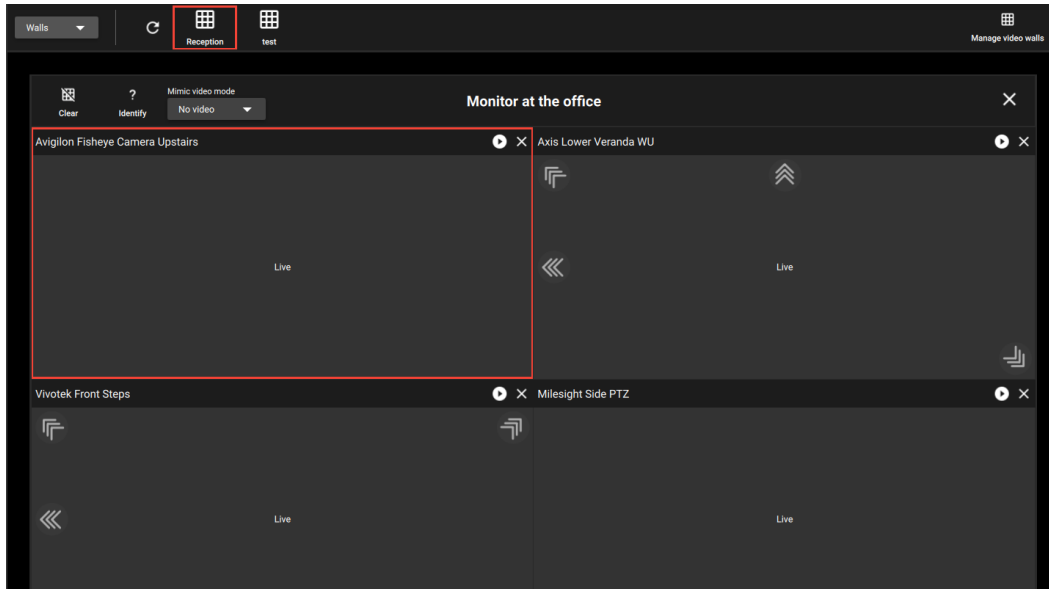 Walls
Reception
test
Manage video walls
Clear
?
Identify
Mimic video mode
No video
Monitor at the office
Avigilon Fisheye Camera Upstairs
Axis Lower Veranda WU
Live
Live
Vivotek Front Steps
Milesight Side PTZ
Live
Live